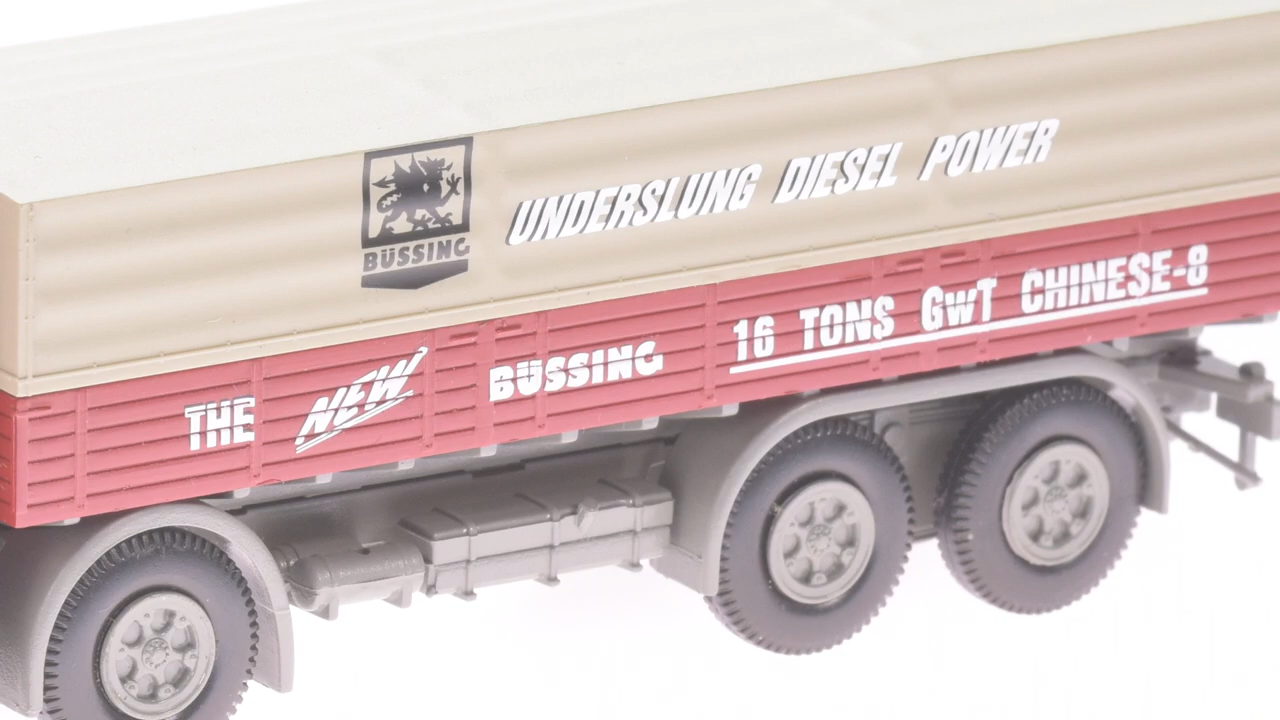 BÜSSING
UNDERSLUNG DIESEL POWER
THE NEW BÜSSING 16 TONS GwT CHINESE-8